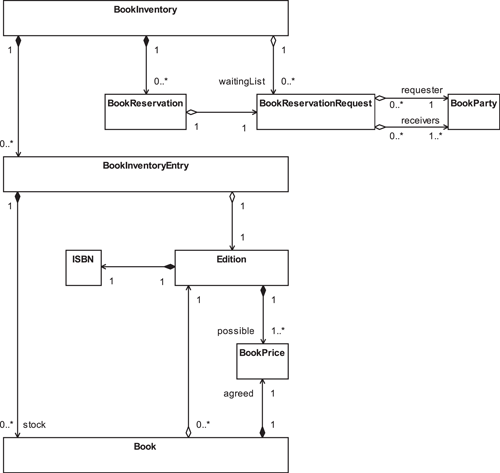 BookInventory
1 1 1
waitingList
0..* 0..*
BookReservation
1 1
BookReservationRequest
requester
0..* 1
receivers
0..* 1..*
BookParty
0..*
BookInventoryEntry
1 1
1
ISBN
1 1
Edition
1
possible 1..*
BookPrice
agreed 1
0..* stock 0..* 1
Book